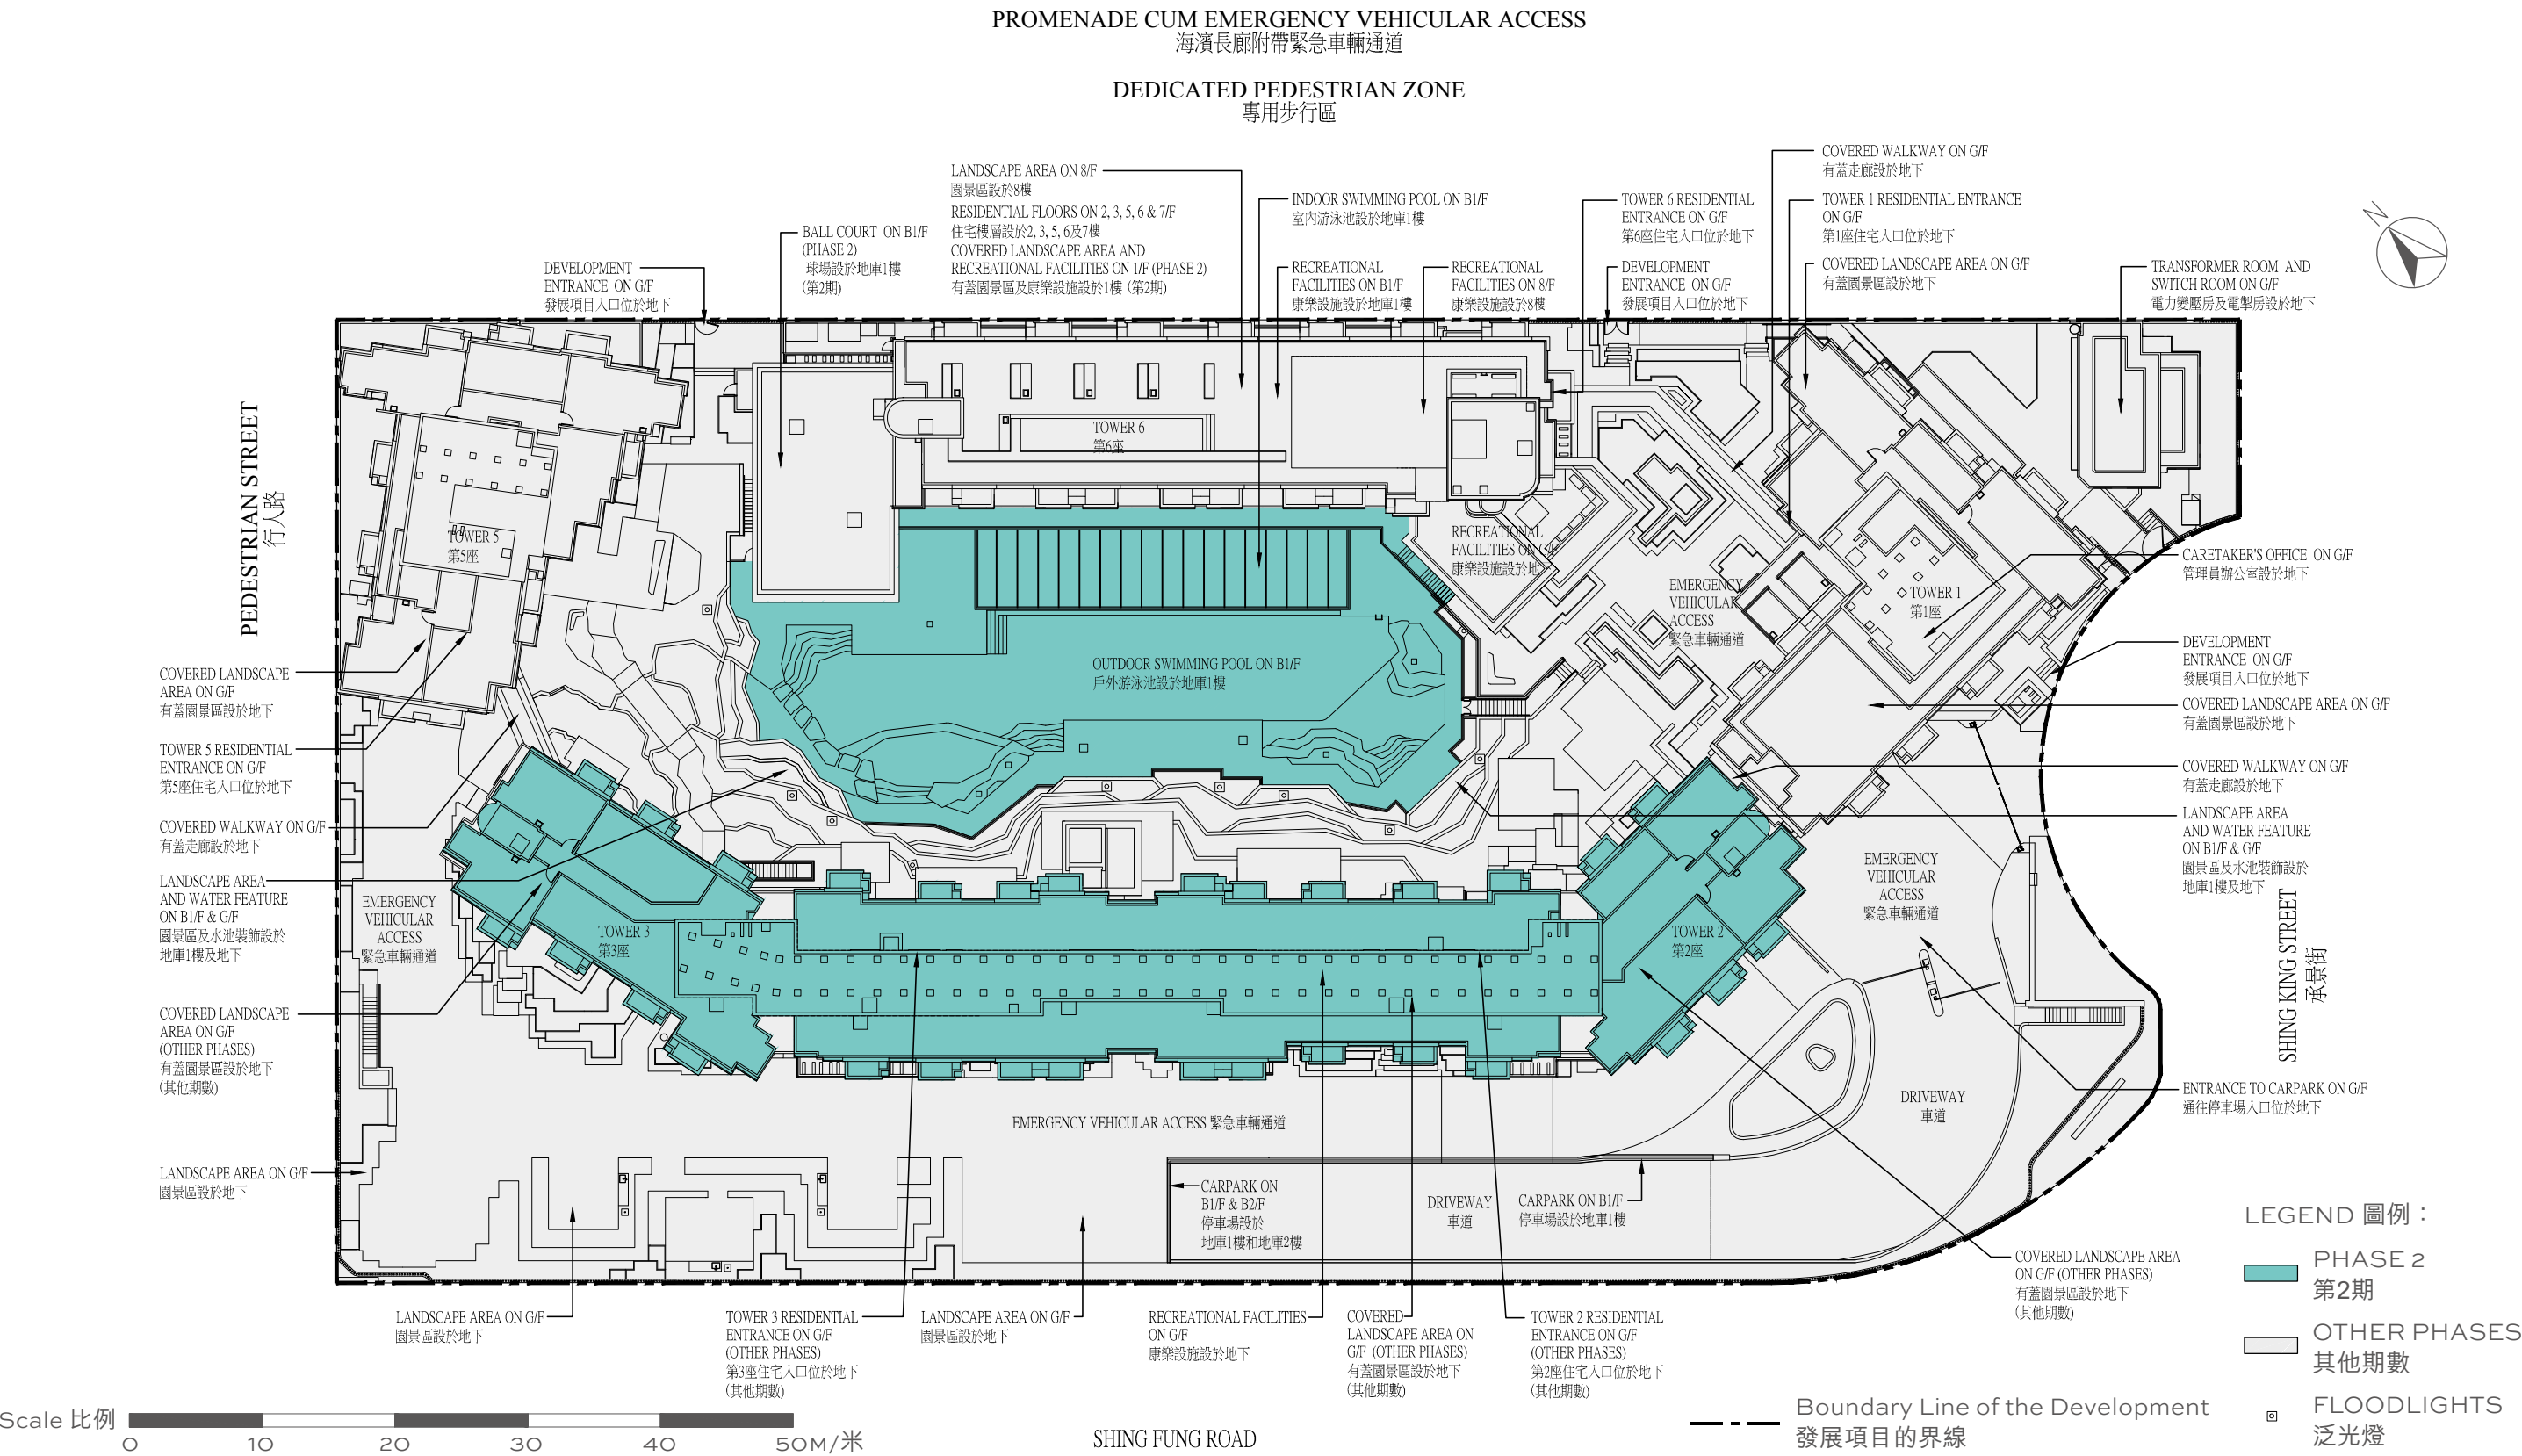 PROMENADE CUM EMERGENCY VEHICULAR ACCESS
海濱長廊附帶緊急車輛通道
DEDICATED PEDESTRIAN ZONE
專用步行區
LANDSCAPE AREA ON 8/F
園景區設於8樓
RESIDENTIAL FLOORS ON 2, 3, 5, 6 & 7/F
住宅樓層設於2, 3, 5, 6及7樓
COVERED LANDSCAPE AREA AND
RECREATIONAL FACILITIES ON 1/F (PHASE 2)
有蓋園景區及康樂設施設於1樓 (第2期)
BALL COURT ON B1/F
(PHASE 2)
球場設於地庫1樓
(第2期)
DEVELOPMENT
ENTRANCE ON G/F
發展項目入口位於地下
INDOOR SWIMMING POOL ON B1/F
室內游泳池設於地庫1樓
RECREATIONAL
FACILITIES ON B1/F
康樂設施設於地庫1樓
RECREATIONAL
FACILITIES ON 8/F
康樂設施設於8樓
TOWER 6 RESIDENTIAL
ENTRANCE ON G/F
第6座住宅入口位於地下
DEVELOPMENT
ENTRANCE ON G/F
發展項目入口位於地下
COVERED WALKWAY ON G/F
有蓋走廊設於地下
TOWER 1 RESIDENTIAL ENTRANCE
ON G/F
第1座住宅入口位於地下
COVERED LANDSCAPE AREA ON G/F
有蓋園景區設於地下
TRANSFORMER ROOM AND
SWITCH ROOM ON G/F
電力變壓房及電掣房設於地下
N
PEDESTRIAN STREET
行人路
TOWER 5
第5座
TOWER 6
第6座
RECREATIONAL
FACILITIES ON G/F
康樂設施設於地下
EMERGENCY
VEHICULAR
ACCESS
緊急車輛通道
TOWER 1
第1座
OUTDOOR SWIMMING POOL ON B1/F
戶外游泳池設於地庫1樓
COVERED LANDSCAPE
AREA ON G/F
有蓋園景區設於地下
TOWER 5 RESIDENTIAL
ENTRANCE ON G/F
第5座住宅入口位於地下
COVERED WALKWAY ON G/F
有蓋走廊設於地下
LANDSCAPE AREA
AND WATER FEATURE
ON B1/F & G/F
園景區及水池裝飾設於
地庫1樓及地下
COVERED LANDSCAPE
AREA ON G/F
(OTHER PHASES)
有蓋園景區設於地下
(其他期數)
LANDSCAPE AREA ON G/F
園景區設於地下
EMERGENCY
VEHICULAR
ACCESS
緊急車輛通道
TOWER 3
第3座
TOWER 2
第2座
EMERGENCY
VEHICULAR
ACCESS
緊急車輛通道
CARETAKER'S OFFICE ON G/F
管理員辦公室設於地下
DEVELOPMENT
ENTRANCE ON G/F
發展項目入口位於地下
COVERED LANDSCAPE AREA ON G/F
有蓋園景區設於地下
COVERED WALKWAY ON G/F
有蓋走廊設於地下
LANDSCAPE AREA
AND WATER FEATURE
ON B1/F & G/F
園景區及水池裝飾設於
地庫1樓及地下
SHING KING STREET
承景街
ENTRANCE TO CARPARK ON G/F
通往停車場入口位於地下
DRIVEWAY
車道
EMERGENCY VEHICULAR ACCESS 緊急車輛通道
CARPARK ON
B1/F & B2/F
停車場設於
地庫1樓和地庫2樓
DRIVEWAY
車道
CARPARK ON B1/F
停車場設於地庫1樓
LANDSCAPE AREA ON G/F
園景區設於地下
TOWER 3 RESIDENTIAL
ENTRANCE ON G/F
(OTHER PHASES)
第3座住宅入口位於地下
(其他期數)
LANDSCAPE AREA ON G/F
園景區設於地下
RECREATIONAL FACILITIES
ON G/F
康樂設施設於地下
COVERED
LANDSCAPE AREA ON
G/F (OTHER PHASES)
有蓋園景區設於地下
(其他期數)
TOWER 2 RESIDENTIAL
ENTRANCE ON G/F
(OTHER PHASES)
第2座住宅入口位於地下
(其他期數)
COVERED LANDSCAPE AREA
ON G/F (OTHER PHASES)
有蓋園景區設於地下
(其他期數)
LEGEND 圖例：
PHASE 2
第2期
OTHER PHASES
其他期數
FLOODLIGHTS
泛光燈
Boundary Line of the Development
發展項目的界線
Scale 比例
0 10 20 30 40 50M/米
SHING FUNG ROAD